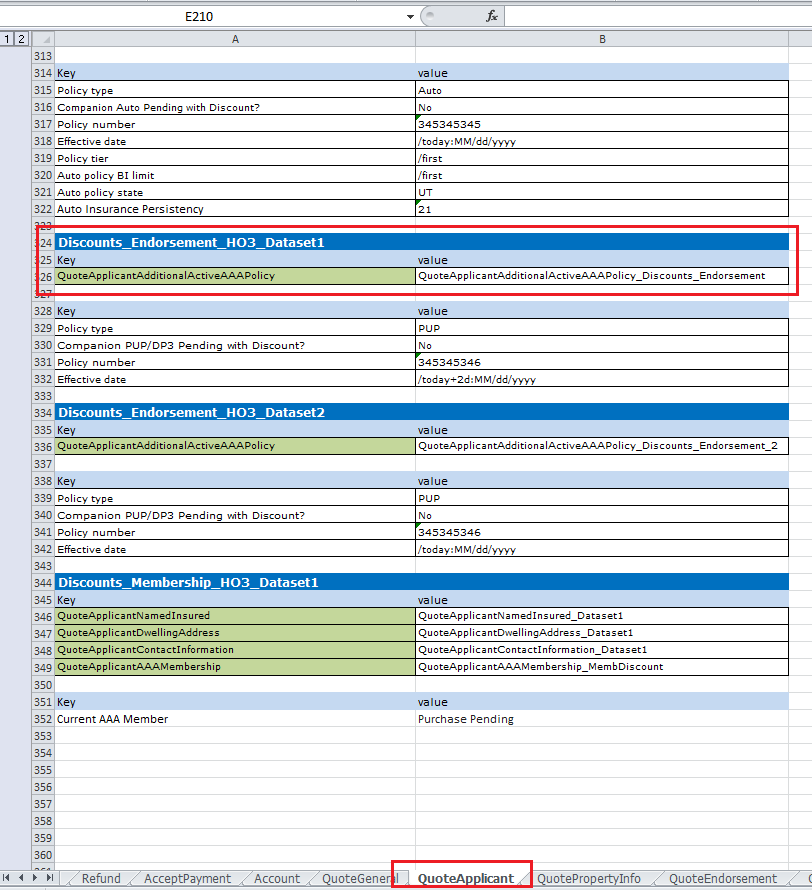 E210 fx
1 2 A B
313
314 Key value
315 Policy type Auto
316 Companion Auto Pending with Discount? No
317 Policy number 345345345
318 Effective date /today:MM/dd/yyyy
319 Policy tier /first
320 Auto policy BI limit /first
321 Auto policy state UT
322 Auto Insurance Persistency 21
323
324 Discounts_Endorsement_HO3_Dataset1
325 Key value
326 QuoteApplicantAdditionalActiveAAAPolicy QuoteApplicantAdditionalActiveAAAPolicy_Discounts_Endorsement
327
328 Key value
329 Policy type PUP
330 Companion PUP/DP3 Pending with Discount? No
331 Policy number 345345346
332 Effective date /today+2d:MM/dd/yyyy
333
334 Discounts_Endorsement_HO3_Dataset2
335 Key value
336 QuoteApplicantAdditionalActiveAAAPolicy QuoteApplicantAdditionalActiveAAAPolicy_Discounts_Endorsement_2
337
338 Key value
339 Policy type PUP
340 Companion PUP/DP3 Pending with Discount? No
341 Policy number 345345346
342 Effective date /today:MM/dd/yyyy
343
344 Discounts_Membership_HO3_Dataset1
345 Key value
346 QuoteApplicantNamedInsured QuoteApplicantNamedInsured_Dataset1
347 QuoteApplicantDwellingAddress QuoteApplicantDwellingAddress_Dataset1
348 QuoteApplicantContactInformation QuoteApplicantContactInformation_Dataset1
349 QuoteApplicantAAAMembership QuoteApplicantAAAMembership_MembDiscount
350
351 Key value
352 Current AAA Member Purchase Pending
353
354
355
356
357
358
359
360
Refund AcceptPayment Account QuoteGeneral QuoteApplicant QuotePropertyInfo QuoteEndorsement